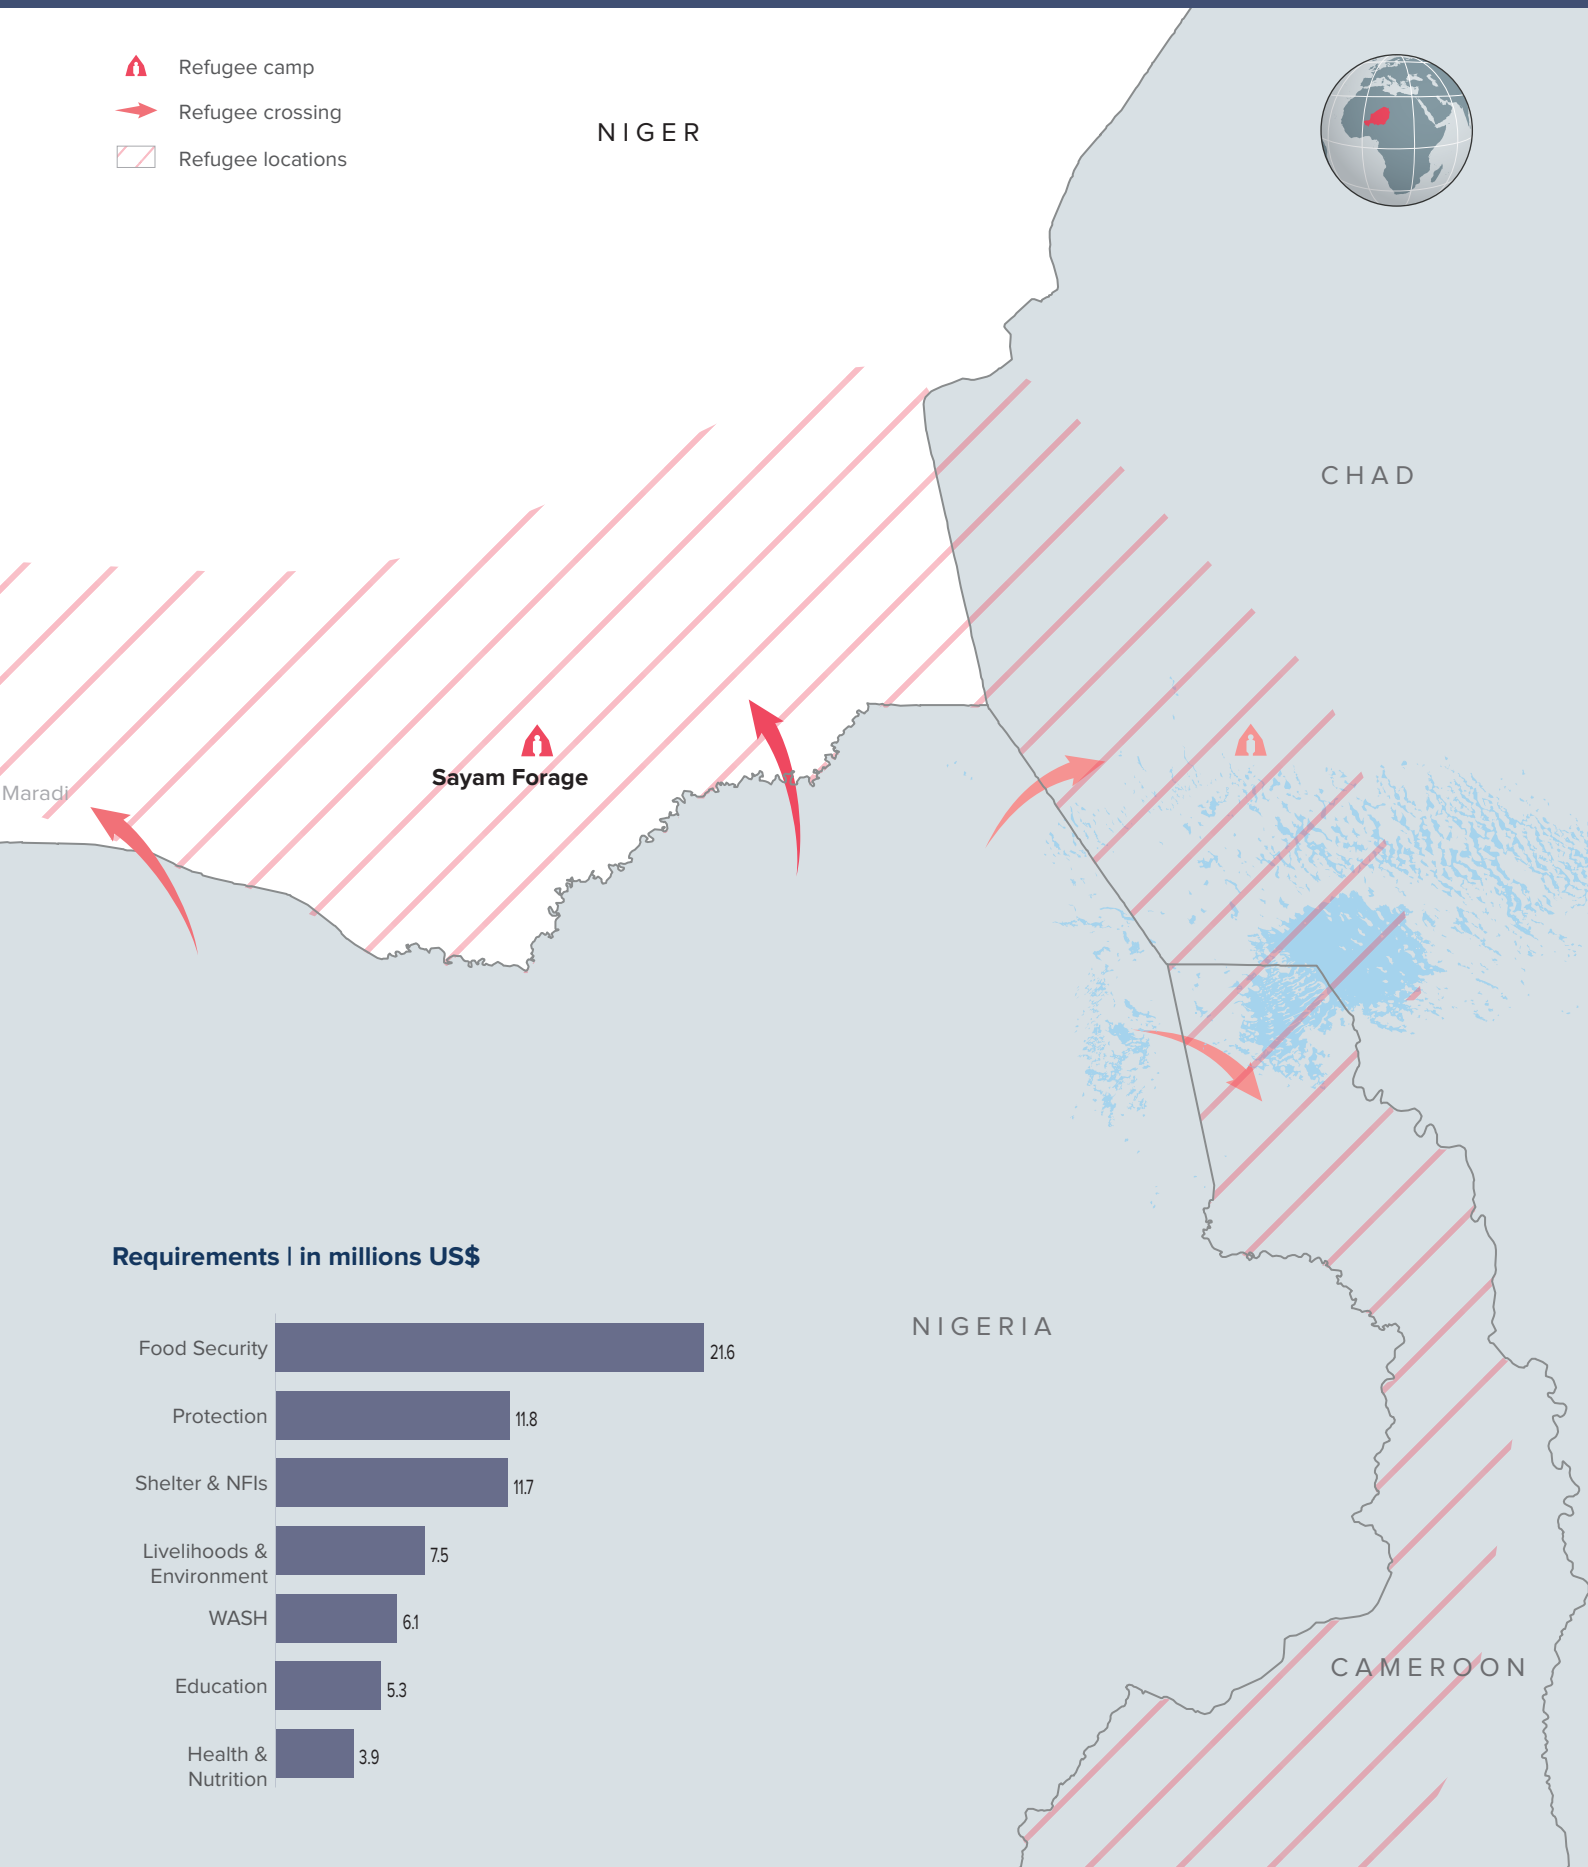 Refugee camp
Refugee crossing
Refugee locations
NIGER
CHAD
Sayam Forage
Maradi
NIGERIA
CAMEROON
Requirements | in millions US$
Food Security 21.6
Protection 11.8
Shelter & NFIs 11.7
Livelihoods &
Environment 7.5
WASH 6.1
Education 5.3
Health &
Nutrition 3.9